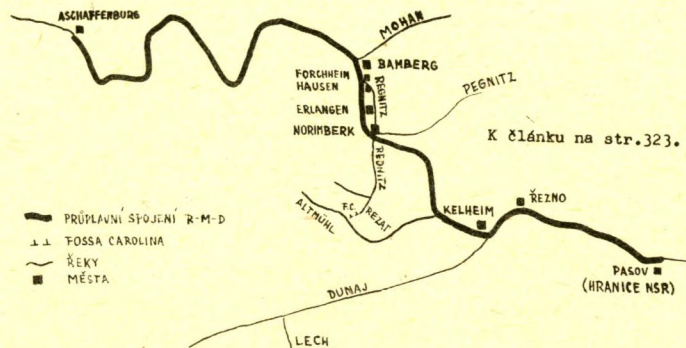 ASCHAFFENBURG
MOHAN
BAMBERG
FORCHHEIM
HAUSEN
REGNITZ
PEGNITZ
ERLANGEN
NORIMBERK
K článku na str.323.
REDNITZ
F.C.
REZAT
ALTMÜHL
KELHEIM
ŘEZNO
PRŮPLAVNÍ SPOJENÍ R-M-D
FOSSA CAROLINA
ŘEKY
MĚSTA
PASOV
(HRANICE NSR)
DUNAJ
LECH